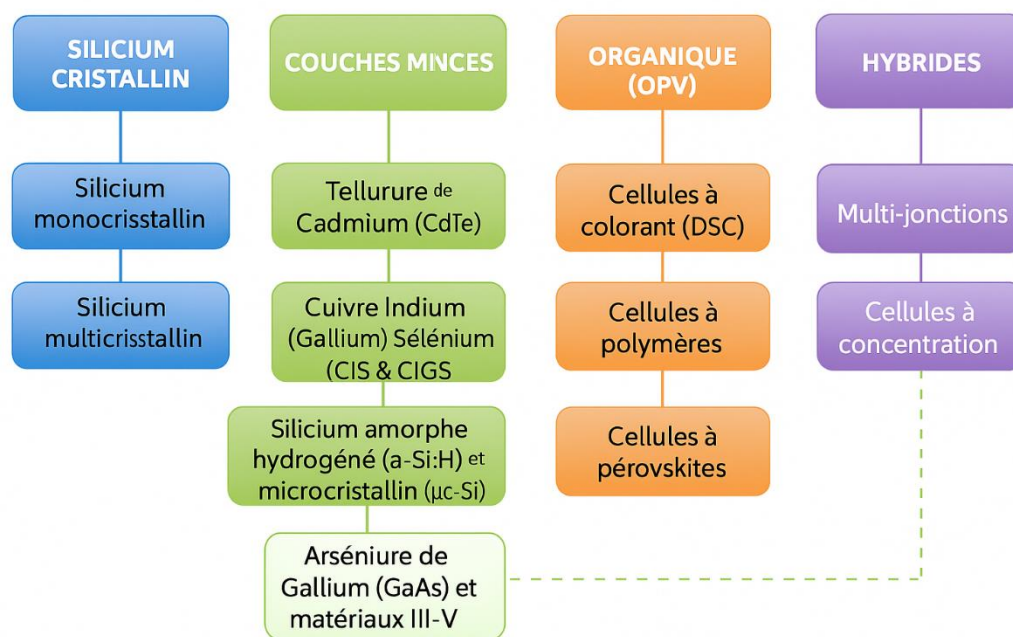 SILICIUM
CRISTALLIN
Silicium
monocrisstallin
Silicium
multicrisstallin
COUCHES MINCES
Tellurure de
Cadmium (CdTe)
Cuivre Indium
(Gallium) Sélénium
(CIS & CIGS
Silicium amorphe
hydrogéné (a-Si:H) et
microcristallin (µc-Si)
Arséniure de
Gallium (GaAs) et
matériaux III-V
ORGANIQUE
(OPV)
Cellules à
colorant (DSC)
Cellules à
polymères
Cellules à
pérovskites
HYBRIDES
Multi-jonctions
Cellules à
concentration